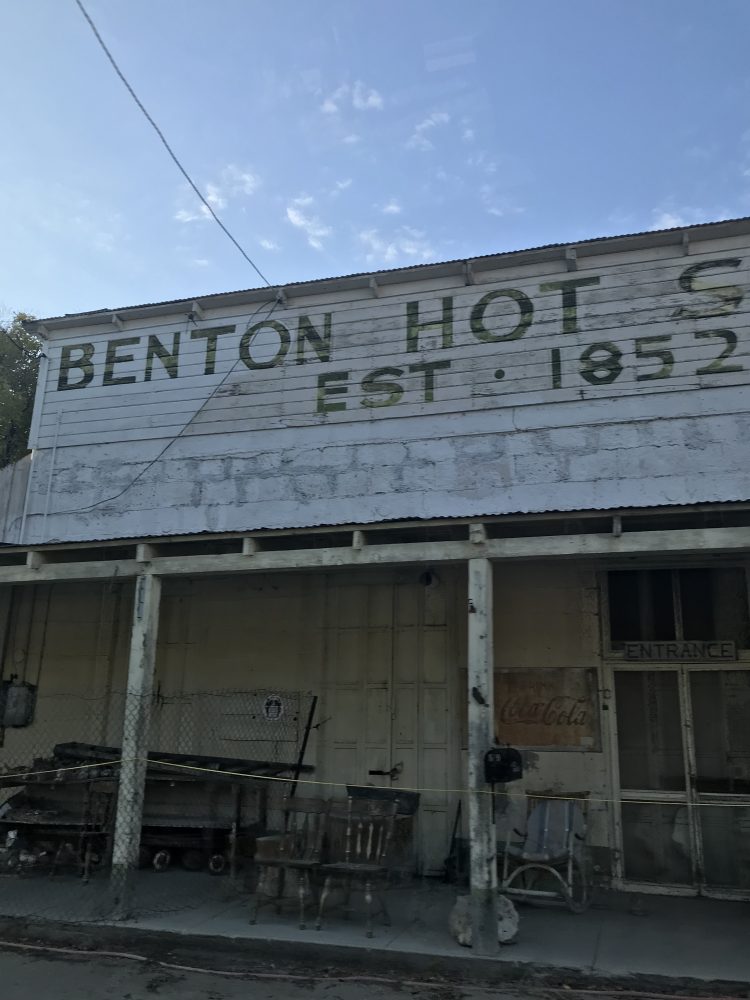 BENTON HOT S
EST · 1852
ENTRANCE
Coca-Cola